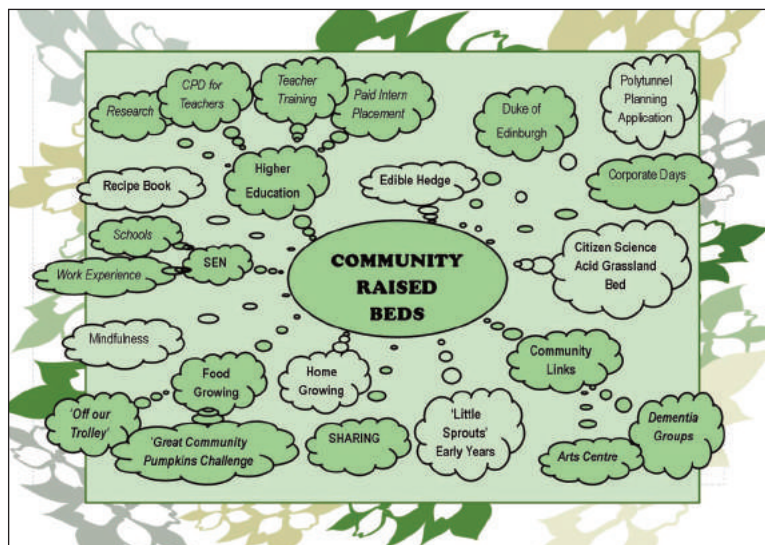 CPD for
Teachers
Teacher
Training
Paid Intern
Placement
Research
Duke of
Edinburgh
Polytunnel
Planning
Application
Higher
Education
Recipe Book
Edible Hedge
Corporate Days
Schools
SEN
Work Experience
COMMUNITY
RAISED
BEDS
Citizen Science
Acid Grassland
Bed
Mindfulness
Food
Growing
Home
Growing
Community
Links
'Off our
Trolley'
'Great Community
Pumpkins Challenge
SHARING
'Little
Sprouts'
Early Years
Arts Centre
Dementia
Groups